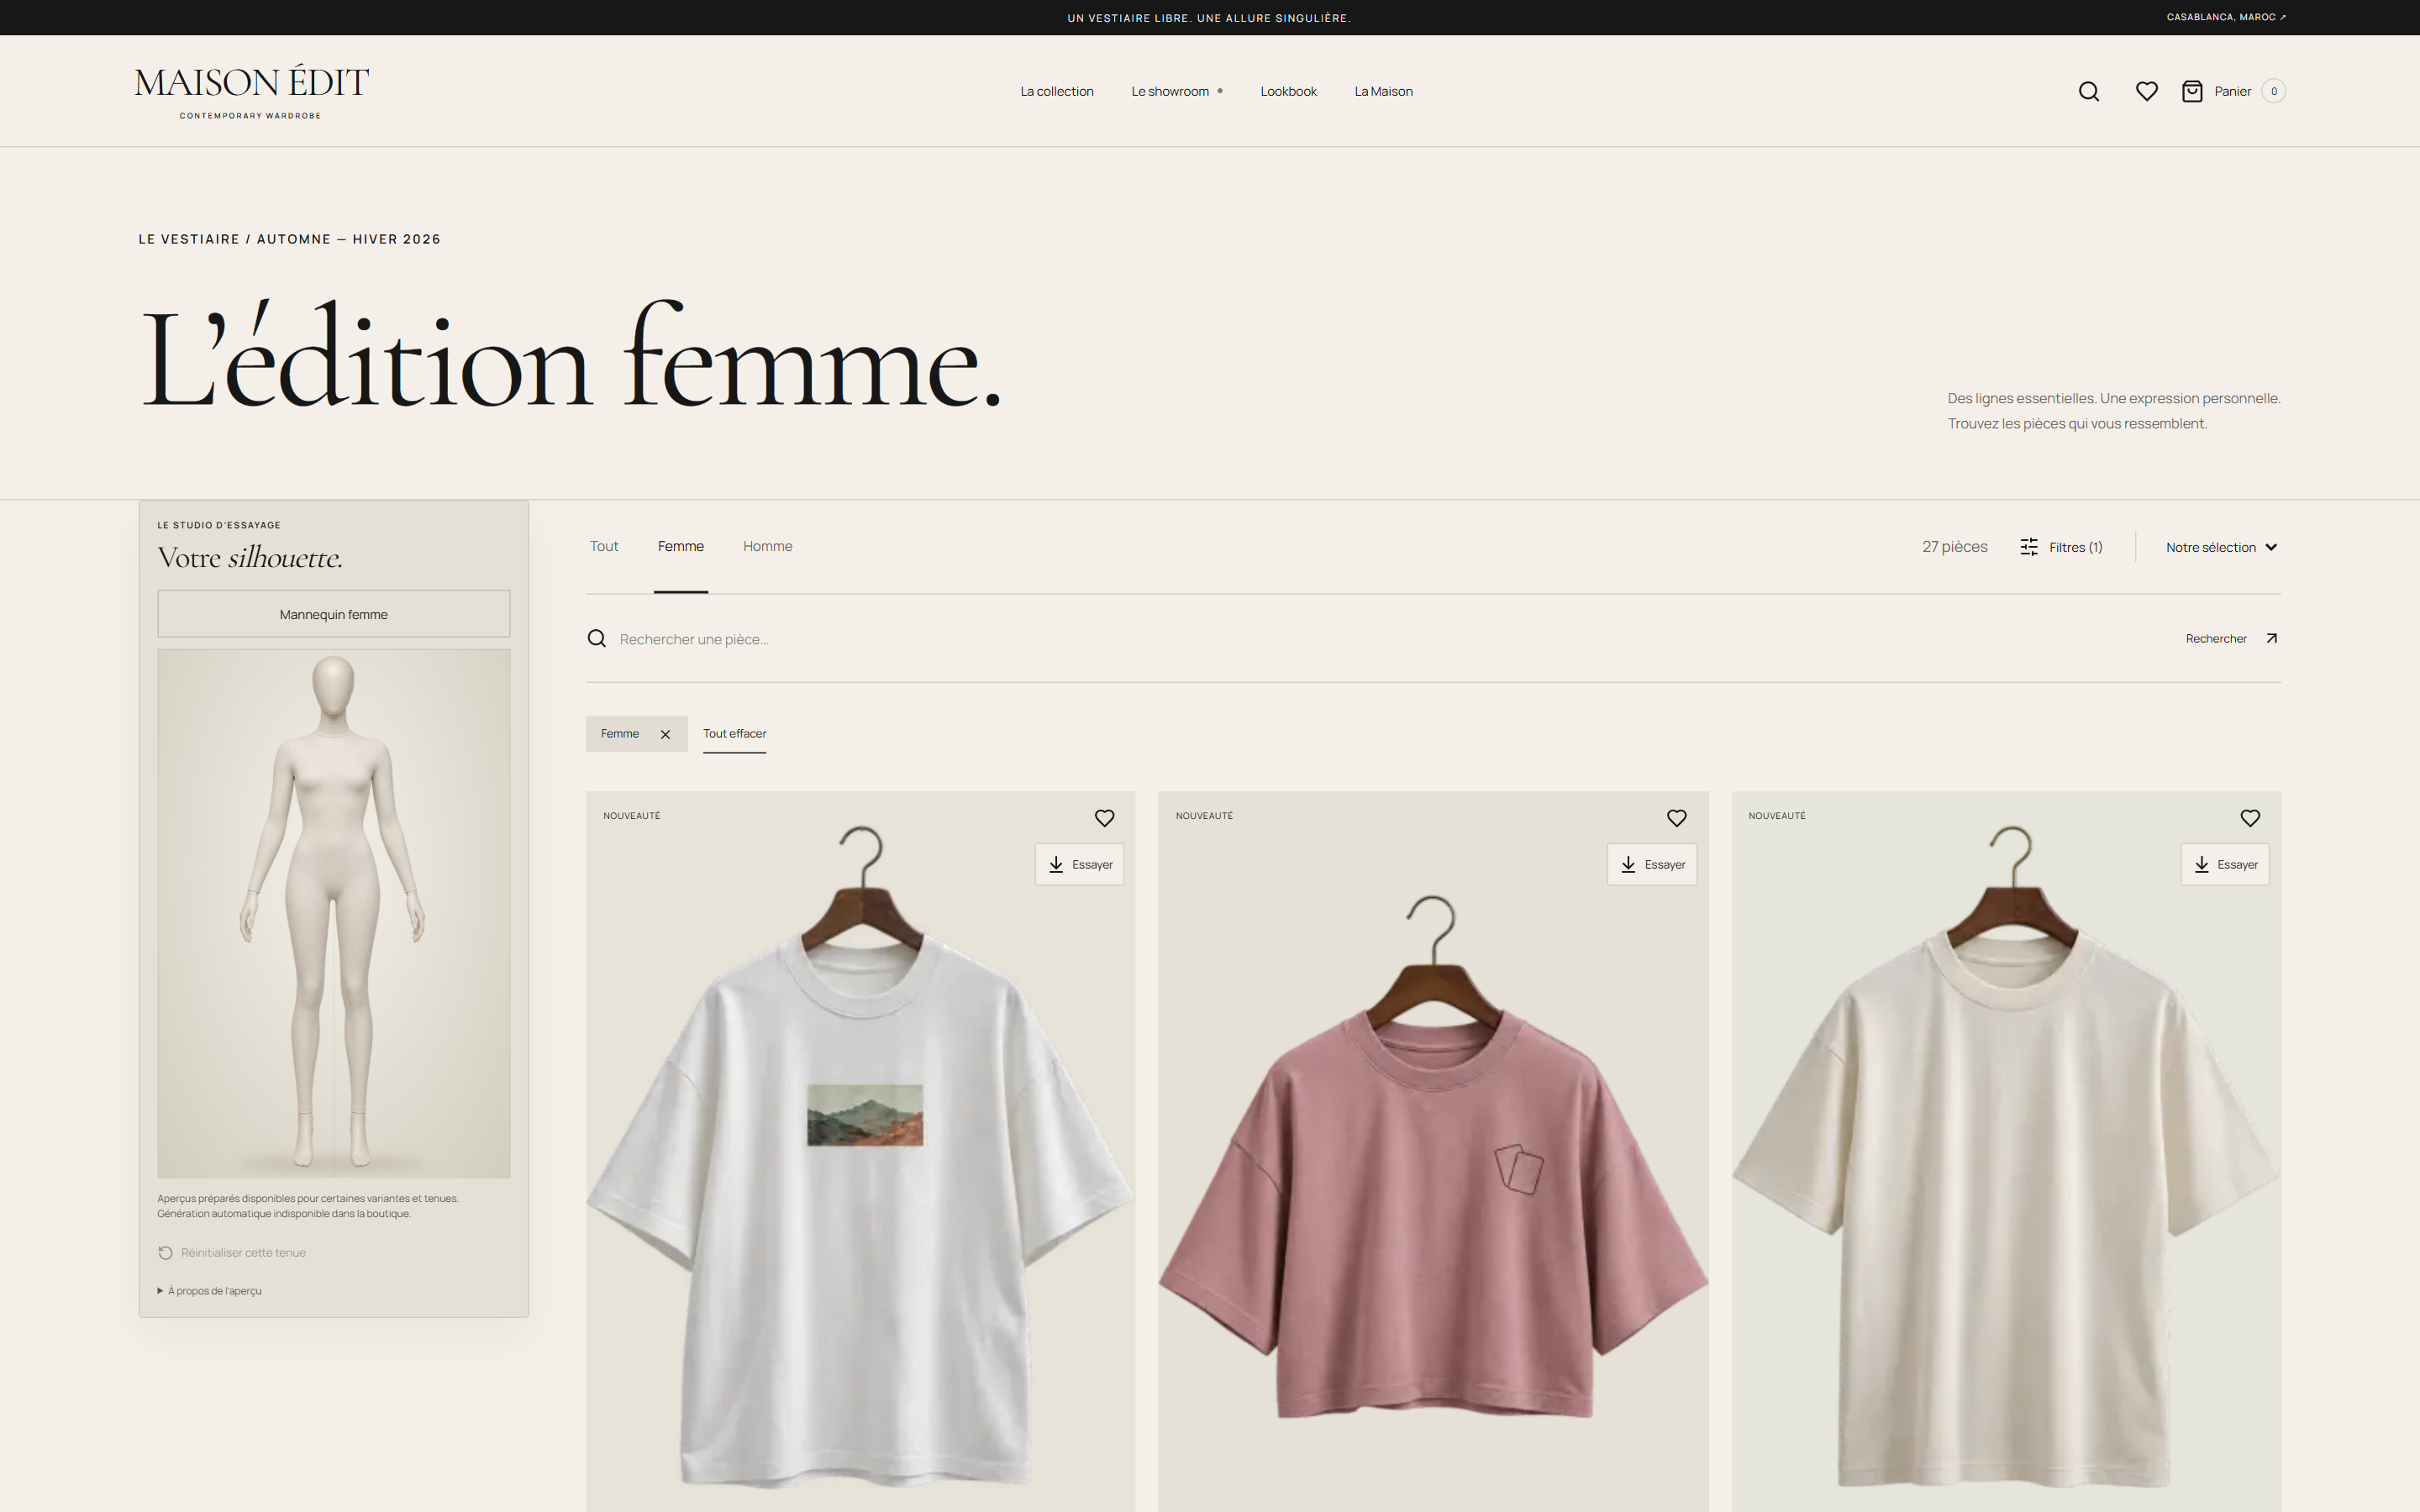 UN VESTIAIRE LIBRE. UNE ALLURE SINGULIÈRE.
CASABLANCA, MAROC ↗
MAISON ÉDIT
CONTEMPORARY WARDROBE
La collection
Le showroom
Lookbook
La Maison
Panier 0
LE VESTIAIRE / AUTOMNE — HIVER 2026
L’édition femme.
Des lignes essentielles. Une expression personnelle.
Trouvez les pièces qui vous ressemblent.
LE STUDIO D'ESSAYAGE
Votre silhouette.
Mannequin femme
Aperçus préparés disponibles pour certaines variantes et tenues.
Génération automatique indisponible dans la boutique.
Réinitialiser cette tenue
À propos de l'aperçu
Tout
Femme
Homme
27 pièces
Filtres (1)
Notre sélection
Rechercher une pièce…
Rechercher
Femme
Tout effacer
NOUVEAUTÉ
Essayer
NOUVEAUTÉ
Essayer
NOUVEAUTÉ
Essayer